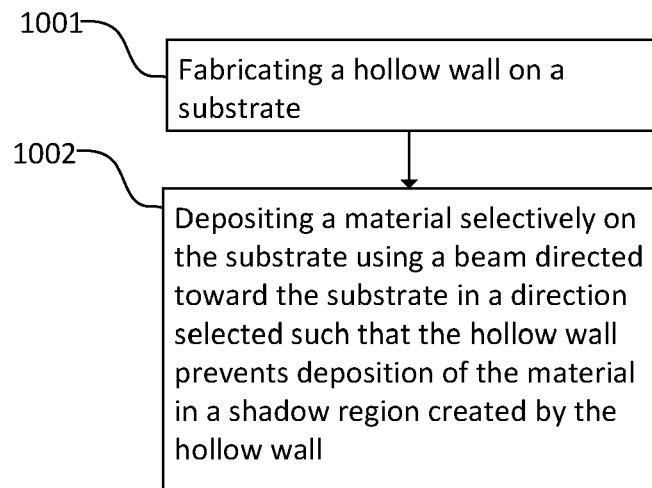 1001
Fabricating a hollow wall on a
substrate
1002
Depositing a material selectively on
the substrate using a beam directed
toward the substrate in a direction
selected such that the hollow wall
prevents deposition of the material
in a shadow region created by the
hollow wall